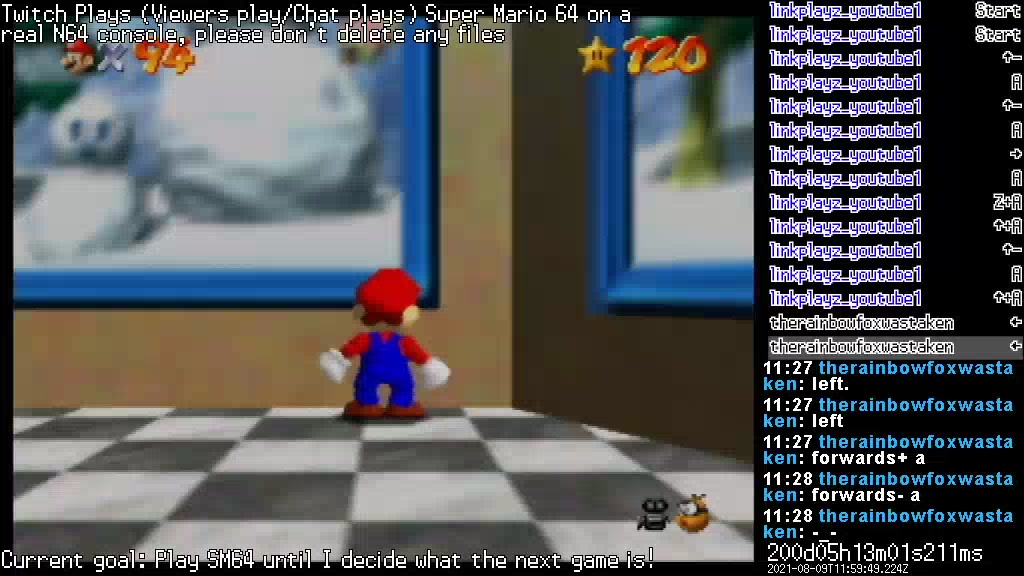 Twitch Plays (Viewers play/Chat plays) Super Mario 64 on a
real N64 console, please don't delete any files
94
120
linkplayz_youtube1 Start
linkplayz_youtube1 Start
linkplayz_youtube1 ↑-
linkplayz_youtube1 A
linkplayz_youtube1 ↑-
linkplayz_youtube1 A
linkplayz_youtube1 →
linkplayz_youtube1 A
linkplayz_youtube1 Z+A
linkplayz_youtube1 ↑+A
linkplayz_youtube1 ↑-
linkplayz_youtube1 A
linkplayz_youtube1 ↑+A
therainbowfoxwastaken ←
therainbowfoxwastaken ←
11:27 therainbowfoxwasta
ken: left.
11:27 therainbowfoxwasta
ken: left
11:27 therainbowfoxwasta
ken: forwards+ a
11:28 therainbowfoxwasta
ken: forwards- a
11:28 therainbowfoxwasta
ken: -_-
200d05h13m01s211ms
2021-08-09T11:59:49.224Z
Current goal: Play SM64 until I decide what the next game is!